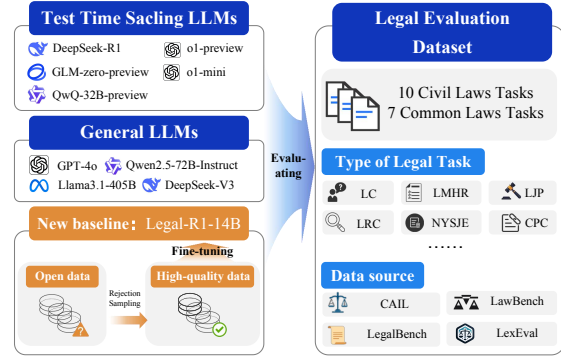 Test Time Sacling LLMs
DeepSeek-R1
o1-preview
GLM-zero-preview
o1-mini
QwQ-32B-preview
General LLMs
GPT-4o
Qwen2.5-72B-Instruct
Llama3.1-405B
DeepSeek-V3
New baseline: Legal-R1-14B
Fine-tuning
Open data
Rejection
Sampling
High-quality data
Evalu-
ating
Legal Evaluation
Dataset
10 Civil Laws Tasks
7 Common Laws Tasks
Type of Legal Task
LC
LMHR
LJP
LRC
NYSJE
CPC
......
Data source
CAIL
LawBench
LegalBench
LexEval